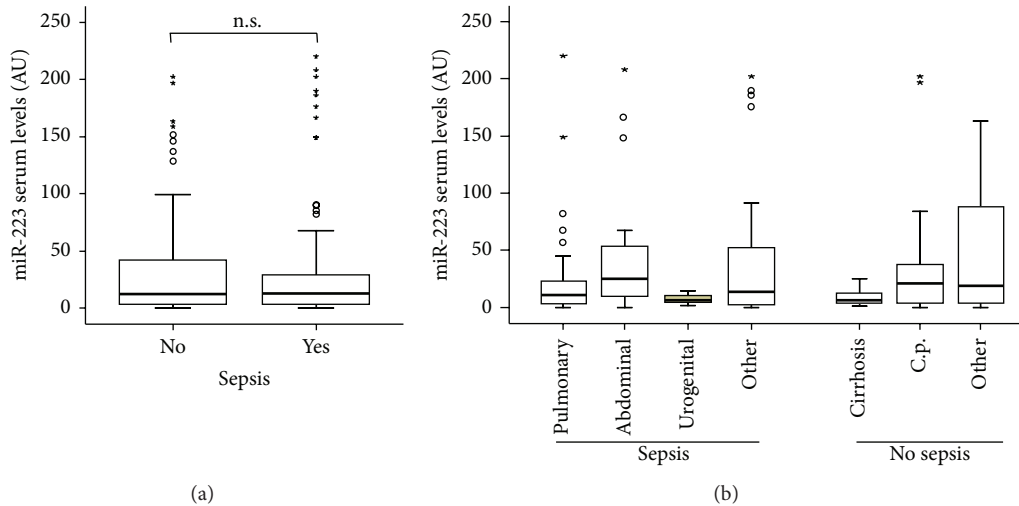 miR-223 serum levels (AU)
250
200
150
100
50
0
n.s.
No
Yes
Sepsis
(a)
miR-223 serum levels (AU)
250
200
150
100
50
0
Pulmonary
Abdominal
Urogenital
Other
Cirrhosis
C.p.
Other
Sepsis
No sepsis
(b)